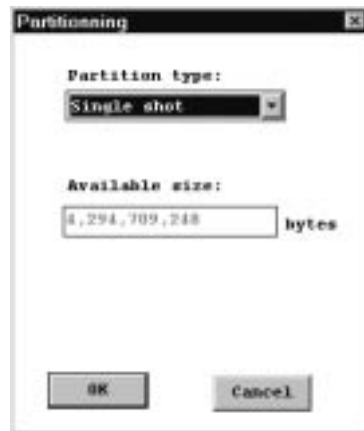 Partitionning
Partition type:
Single shot
Available size:
4,294,709,248
bytes
OK
Cancel